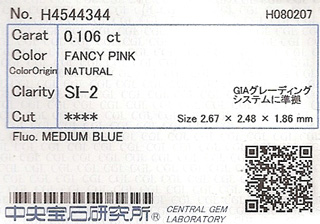 No. H4544344 H080207
Carat 0.106 ct
Color FANCY PINK
ColorOrigin NATURAL
Clarity SI-2 GIAグレーディング
システムに準拠
Cut **** Size 2.67 × 2.48 × 1.86 mm
Fluo. MEDIUM BLUE
中央宝石研究所® CENTRAL GEM
LABORATORY